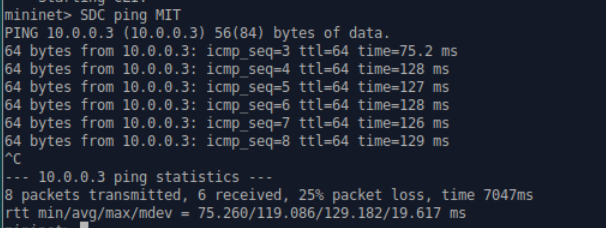 Starting CLI:
mininet> SDC ping MIT
PING 10.0.0.3 (10.0.0.3) 56(84) bytes of data.
64 bytes from 10.0.0.3: icmp_seq=3 ttl=64 time=75.2 ms
64 bytes from 10.0.0.3: icmp_seq=4 ttl=64 time=128 ms
64 bytes from 10.0.0.3: icmp_seq=5 ttl=64 time=127 ms
64 bytes from 10.0.0.3: icmp_seq=6 ttl=64 time=128 ms
64 bytes from 10.0.0.3: icmp_seq=7 ttl=64 time=126 ms
64 bytes from 10.0.0.3: icmp_seq=8 ttl=64 time=129 ms
^C
--- 10.0.0.3 ping statistics ---
8 packets transmitted, 6 received, 25% packet loss, time 7047ms
rtt min/avg/max/mdev = 75.260/119.086/129.182/19.617 ms
mininet>